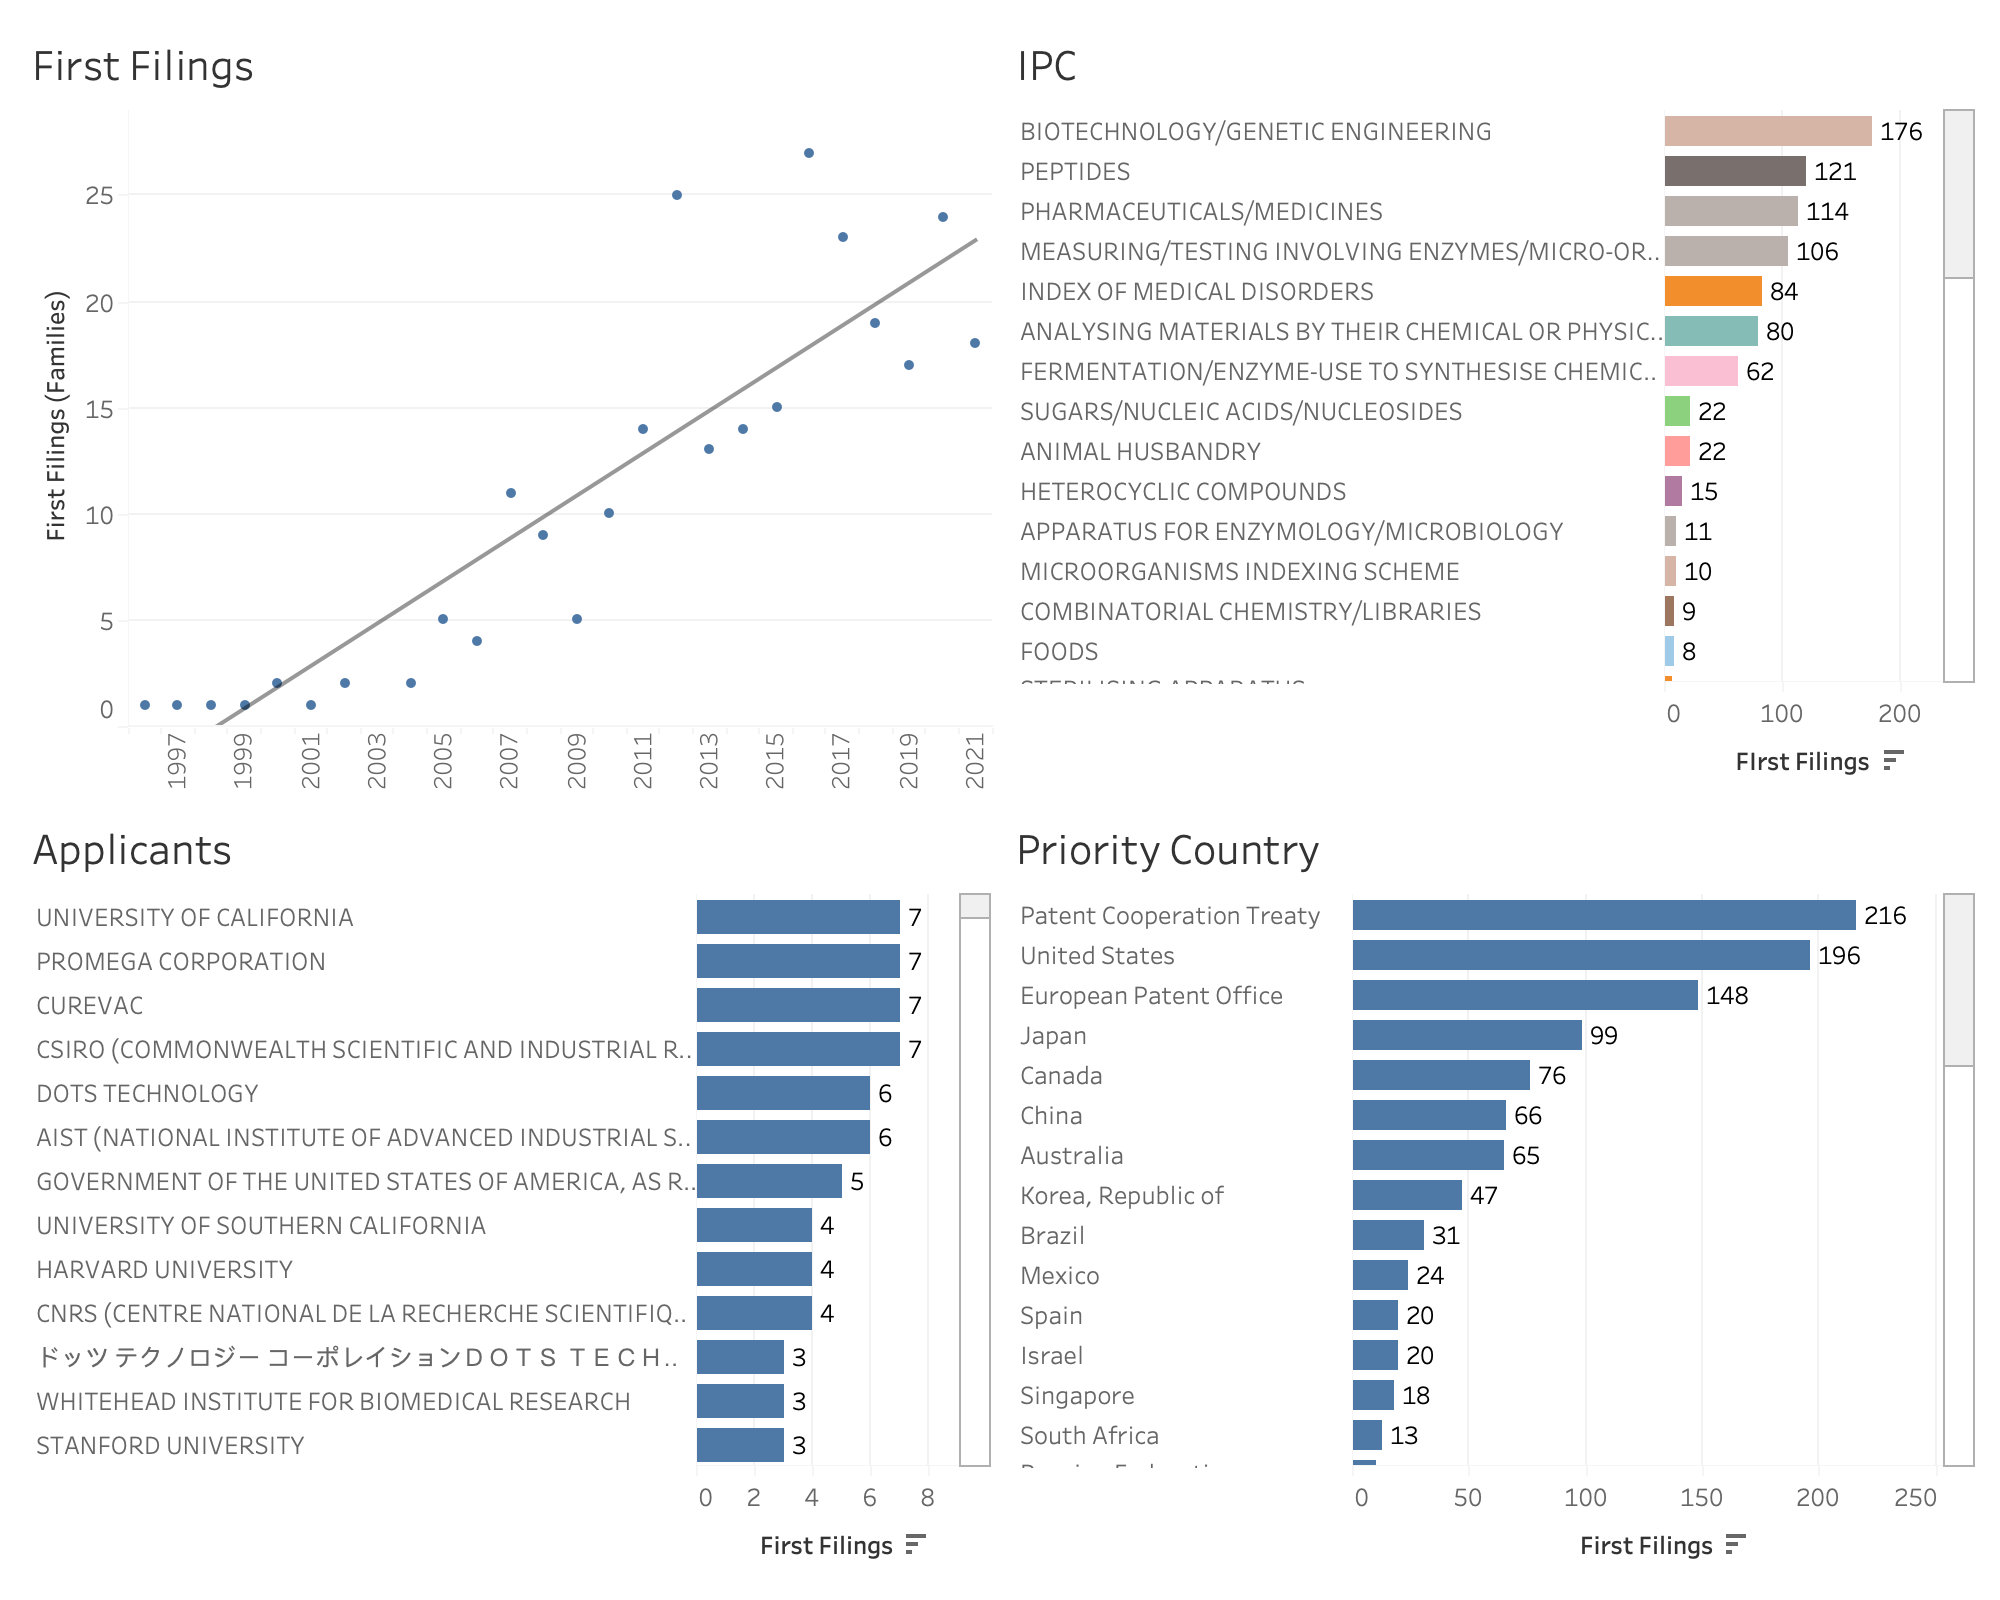 First Filings
First Filings (Families)
25
20
15
10
5
0
1997
1999
2001
2003
2005
2007
2009
2011
2013
2015
2017
2019
2021
IPC
BIOTECHNOLOGY/GENETIC ENGINEERING 176
PEPTIDES 121
PHARMACEUTICALS/MEDICINES 114
MEASURING/TESTING INVOLVING ENZYMES/MICRO-OR.. 106
INDEX OF MEDICAL DISORDERS 84
ANALYSING MATERIALS BY THEIR CHEMICAL OR PHYSIC.. 80
FERMENTATION/ENZYME-USE TO SYNTHESISE CHEMIC.. 62
SUGARS/NUCLEIC ACIDS/NUCLEOSIDES 22
ANIMAL HUSBANDRY 22
HETEROCYCLIC COMPOUNDS 15
APPARATUS FOR ENZYMOLOGY/MICROBIOLOGY 11
MICROORGANISMS INDEXING SCHEME 10
COMBINATORIAL CHEMISTRY/LIBRARIES 9
FOODS 8
STERILISING APPARATUS
0 100 200
FIrst Filings
Applicants
UNIVERSITY OF CALIFORNIA 7
PROMEGA CORPORATION 7
CUREVAC 7
CSIRO (COMMONWEALTH SCIENTIFIC AND INDUSTRIAL R.. 7
DOTS TECHNOLOGY 6
AIST (NATIONAL INSTITUTE OF ADVANCED INDUSTRIAL S.. 6
GOVERNMENT OF THE UNITED STATES OF AMERICA, AS R.. 5
UNIVERSITY OF SOUTHERN CALIFORNIA 4
HARVARD UNIVERSITY 4
CNRS (CENTRE NATIONAL DE LA RECHERCHE SCIENTIFIQ.. 4
ドッツ テクノロジー コーポレイションＤＯＴＳ ＴＥＣＨ.. 3
WHITEHEAD INSTITUTE FOR BIOMEDICAL RESEARCH 3
STANFORD UNIVERSITY 3
0 2 4 6 8
First Filings
Priority Country
Patent Cooperation Treaty 216
United States 196
European Patent Office 148
Japan 99
Canada 76
China 66
Australia 65
Korea, Republic of 47
Brazil 31
Mexico 24
Spain 20
Israel 20
Singapore 18
South Africa 13
0 50 100 150 200 250
First Filings